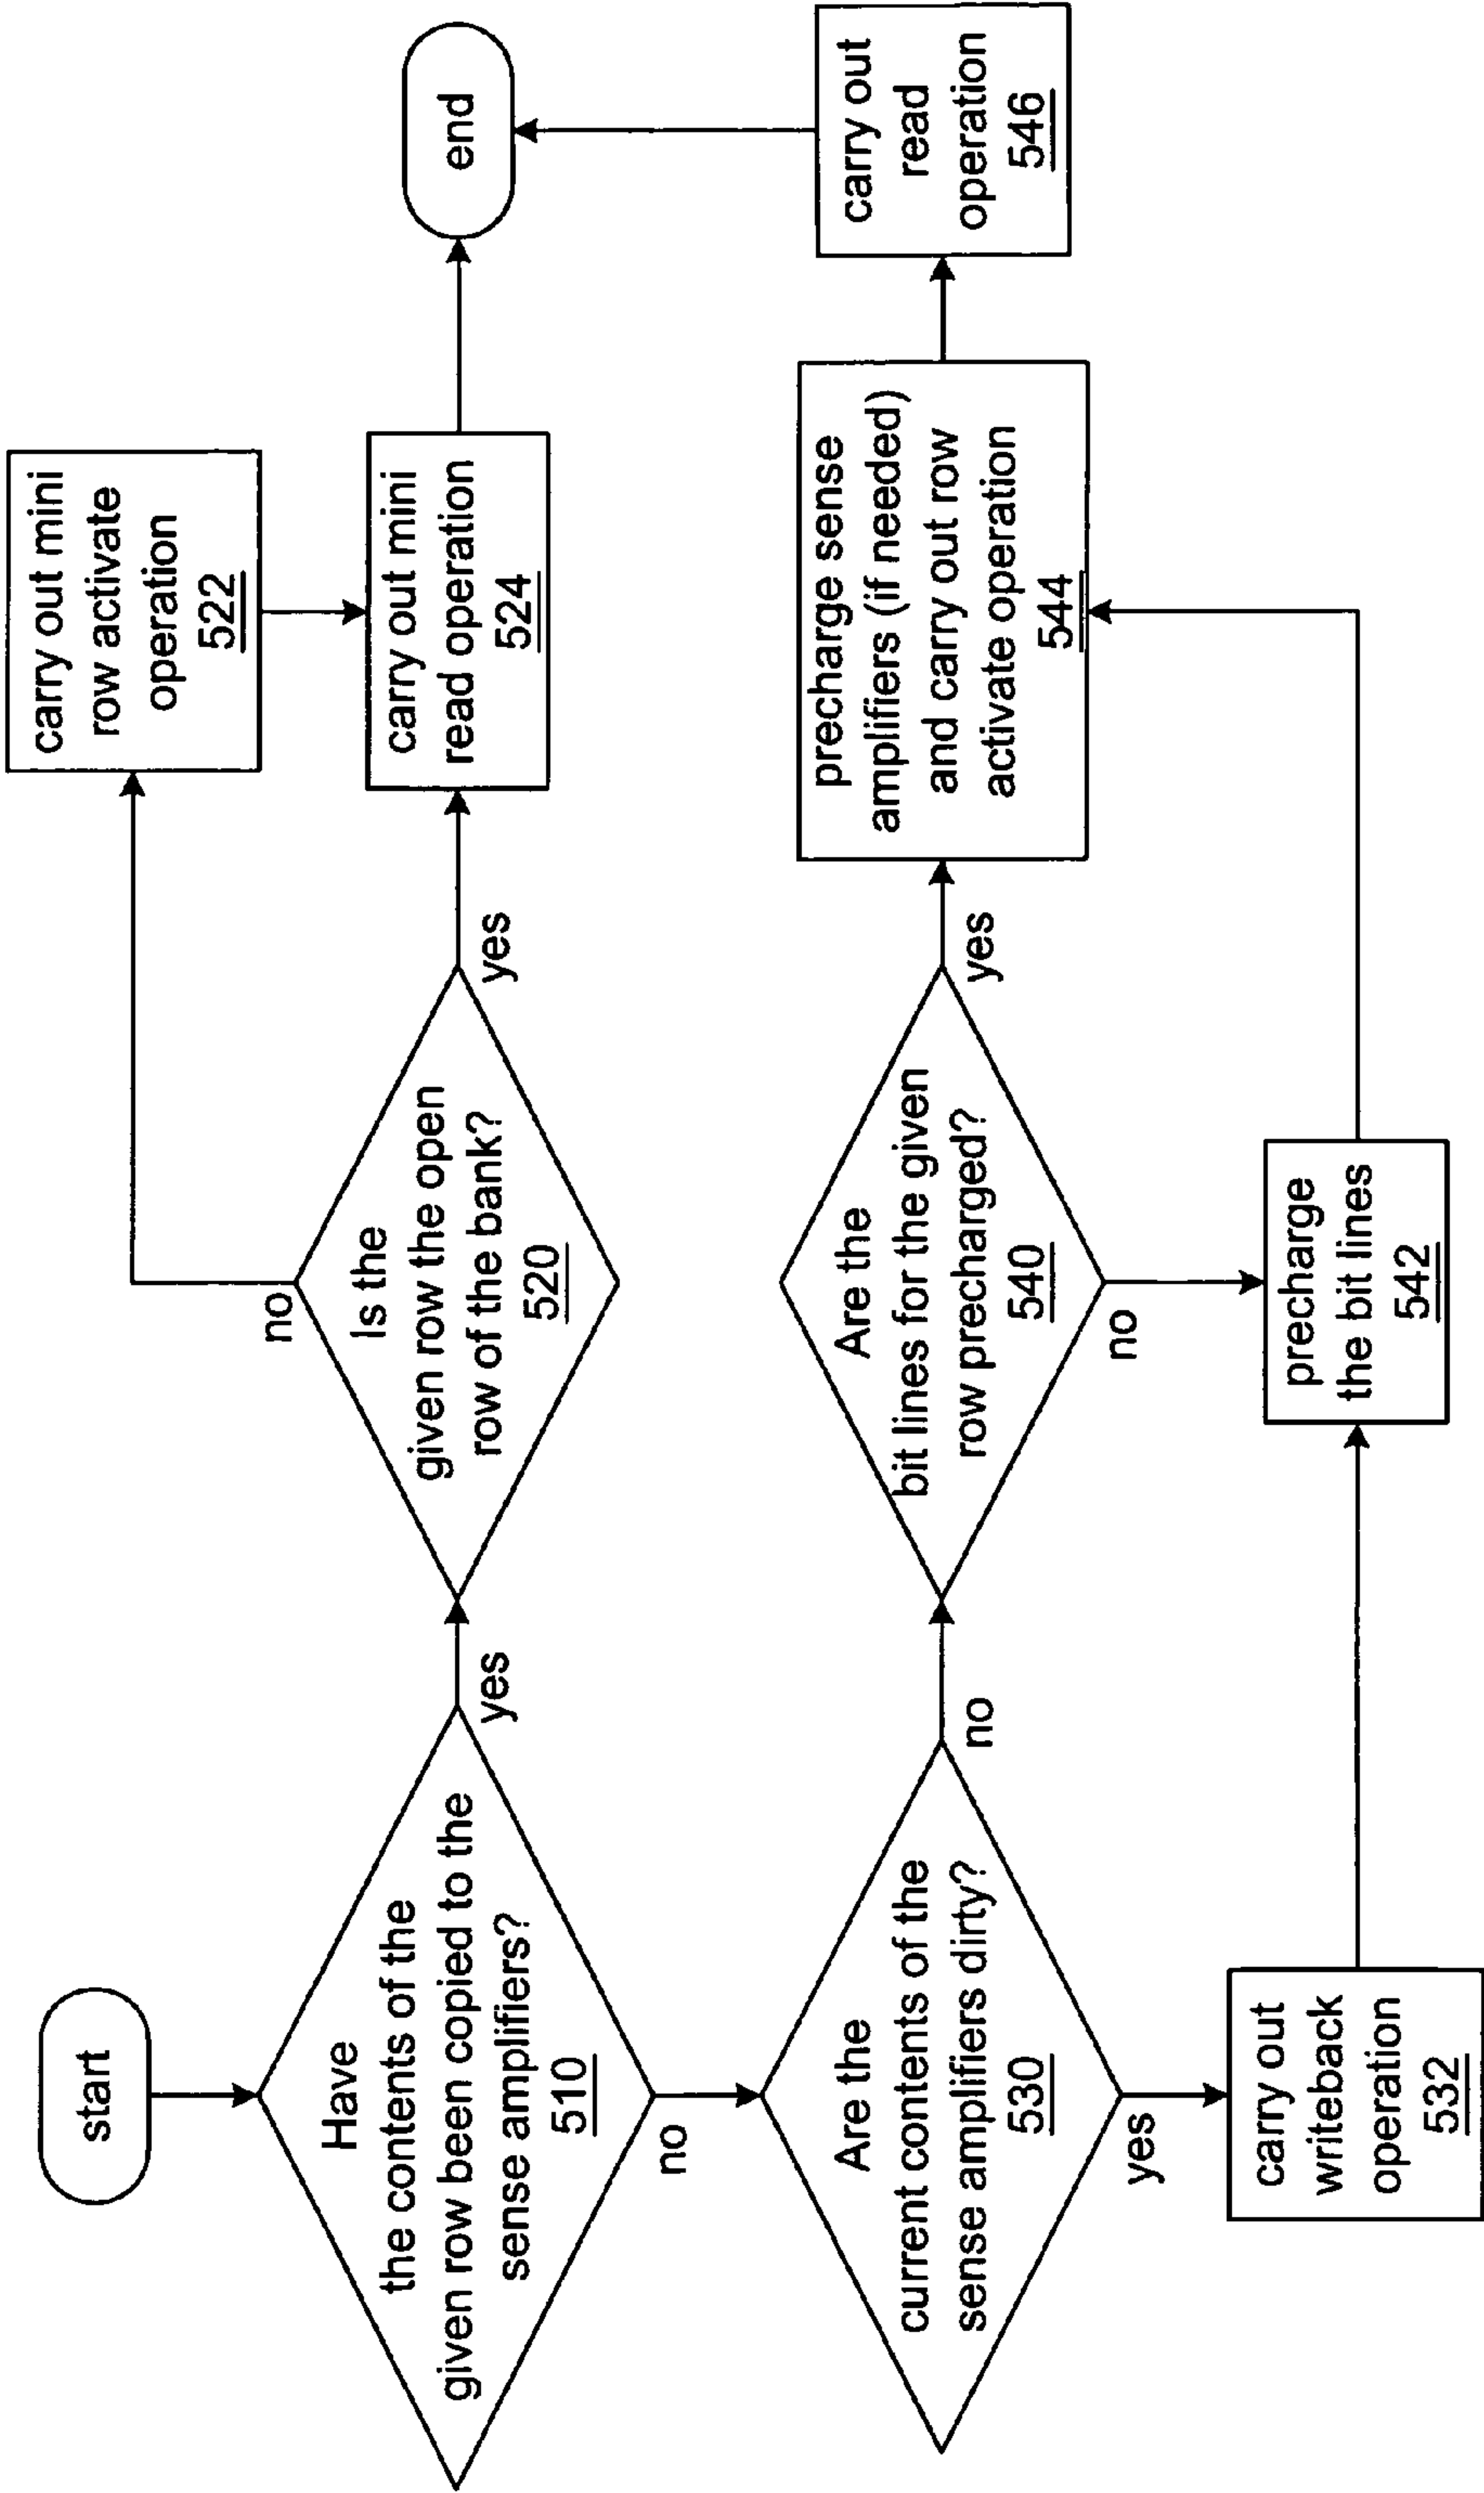 start
Have
the contents of the
given row been copied to the
sense amplifiers?
510
yes
no
Is the
given row the open
row of the bank?
520
no
yes
carry out mini
row activate
operation
522
carry out mini
read operation
524
end
Are the
current contents of the
sense amplifiers dirty?
530
no
yes
carry out
writeback
operation
532
Are the
bit lines for the given
row precharged?
540
yes
no
precharge
the bit lines
542
precharge sense
amplifiers (if needed)
and carry out row
activate operation
544
carry out
read
operation
546